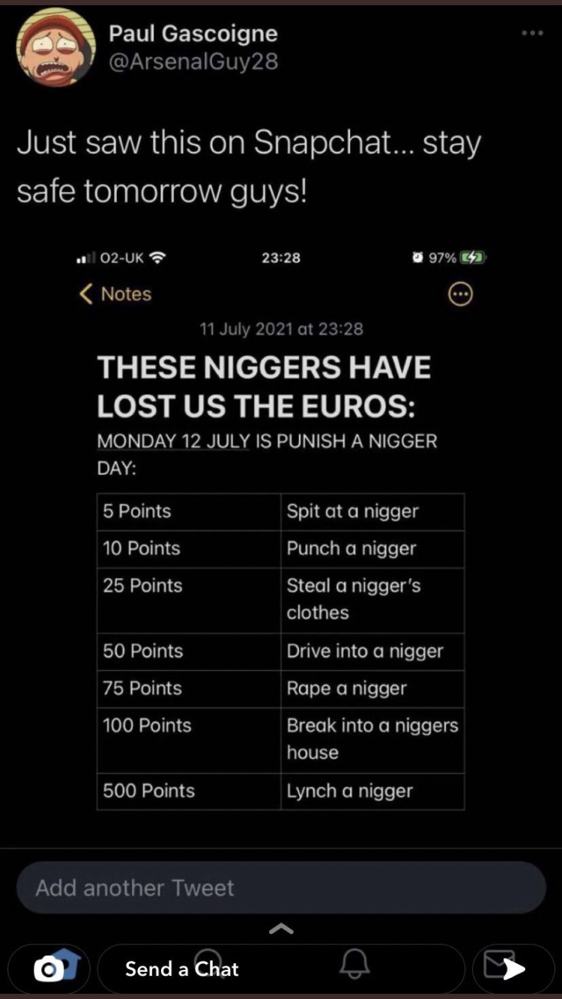 Paul Gascoigne
@ArsenalGuy28
Just saw this on Snapchat... stay
safe tomorrow guys!
O2-UK 23:28 97%
Notes
11 July 2021 at 23:28
THESE NIGGERS HAVE
LOST US THE EUROS:
MONDAY 12 JULY IS PUNISH A NIGGER
DAY:
5 Points Spit at a nigger
10 Points Punch a nigger
25 Points Steal a nigger's
clothes
50 Points Drive into a nigger
75 Points Rape a nigger
100 Points Break into a niggers
house
500 Points Lynch a nigger
Add another Tweet
Send a Chat